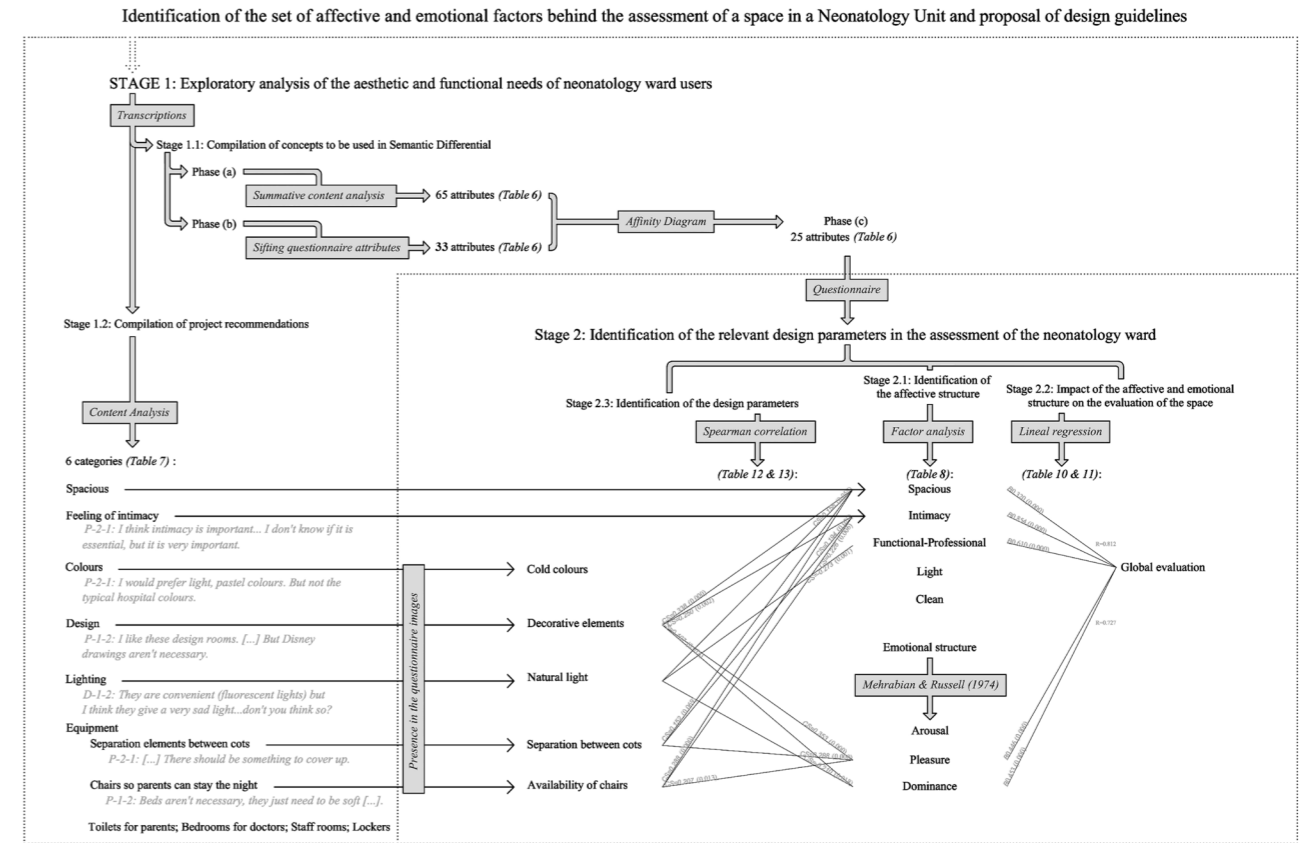 Identification of the set of affective and emotional factors behind the assessment of a space in a Neonatology Unit and proposal of design guidelines
STAGE 1: Exploratory analysis of the aesthetic and functional needs of neonatology ward users
Transcriptions
Stage 1.1: Compilation of concepts to be used in Semantic Differential
Phase (a)
Summative content analysis
65 attributes (Table 6)
Phase (b)
Sifting questionnaire attributes
33 attributes (Table 6)
Affinity Diagram
Phase (c)
25 attributes (Table 6)
Questionnaire
Stage 1.2: Compilation of project recommendations
Content Analysis
6 categories (Table 7) :
Spacious
Feeling of intimacy
P-2-1: I think intimacy is important... I don't know if it is
essential, but it is very important.
Colours
P-2-1: I would prefer light, pastel colours. But not the
typical hospital colours.
Design
P-1-2: I like these design rooms. [...] But Disney
drawings aren't necessary.
Lighting
D-1-2: They are convenient (fluorescent lights) but
I think they give a very sad light...don't you think so?
Equipment
Separation elements between cots
P-2-1: [...] There should be something to cover up.
Chairs so parents can stay the night
P-1-2: Beds aren't necessary, they just need to be soft [...].
Toilets for parents; Bedrooms for doctors; Staff rooms; Lockers
Presence in the questionnaire images
Stage 2: Identification of the relevant design parameters in the assessment of the neonatology ward
Stage 2.3: Identification of the design parameters
Spearman correlation
(Table 12 & 13):
Stage 2.1: Identification of
the affective structure
Factor analysis
(Table 8):
Stage 2.2: Impact of the affective and emotional
structure on the evaluation of the space
Lineal regression
(Table 10 & 11):
Cold colours
Decorative elements
Natural light
Separation between cots
Availability of chairs
Spacious
Intimacy
Functional-Professional
Light
Clean
Emotional structure
Mehrabian & Russell (1974)
Arousal
Pleasure
Dominance
R=0.812
Global evaluation
R=0.727